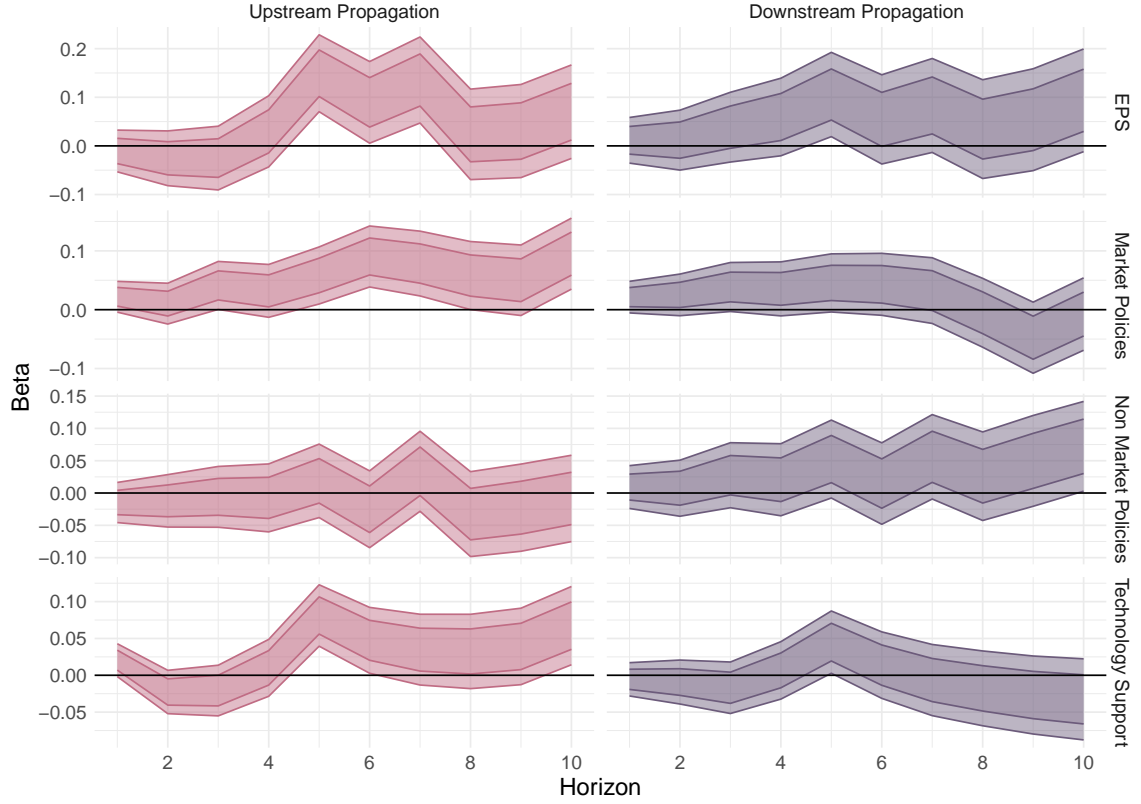 Upstream Propagation
Downstream Propagation
0.2
0.1
0.0
−0.1
EPS
0.1
0.0
−0.1
Market Policies
0.15
0.10
0.05
0.00
−0.05
−0.10
Non Market Policies
0.10
0.05
0.00
−0.05
Technology Support
Beta
2 4 6 8 10
2 4 6 8 10
Horizon